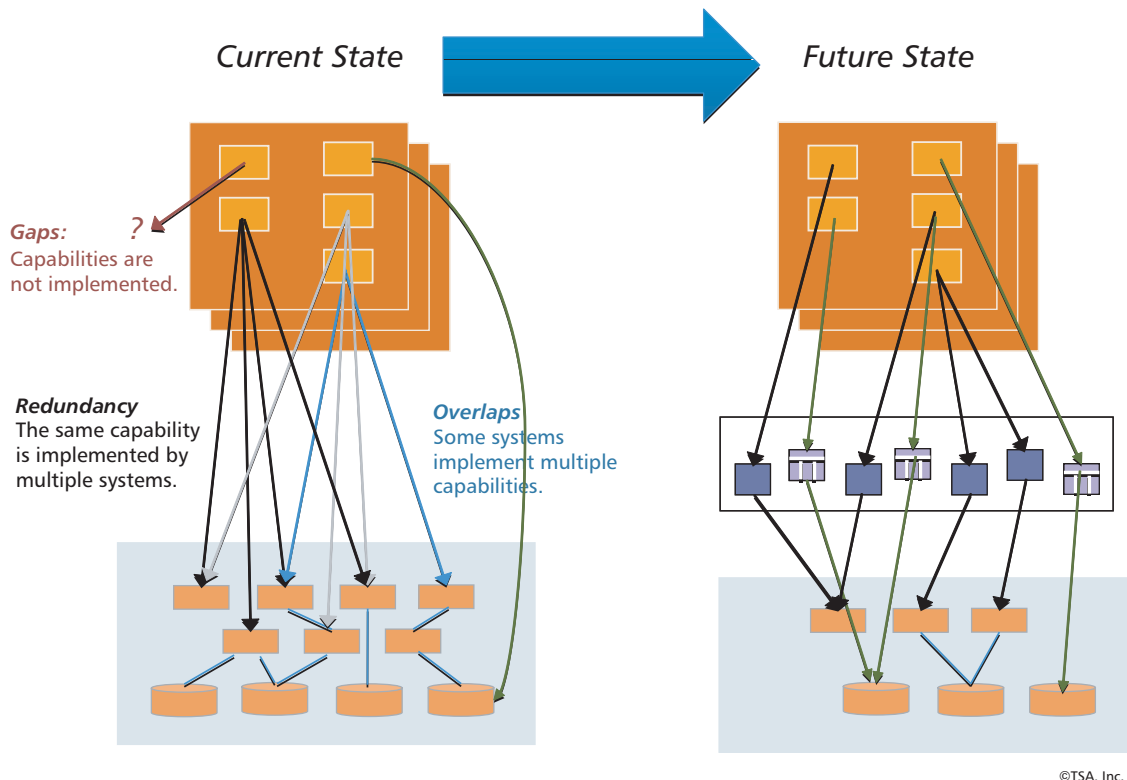 Current State
Future State
Gaps: ?
Capabilities are
not implemented.
Redundancy
The same capability
is implemented by
multiple systems.
Overlaps
Some systems
implement multiple
capabilities.
©TSA, Inc.